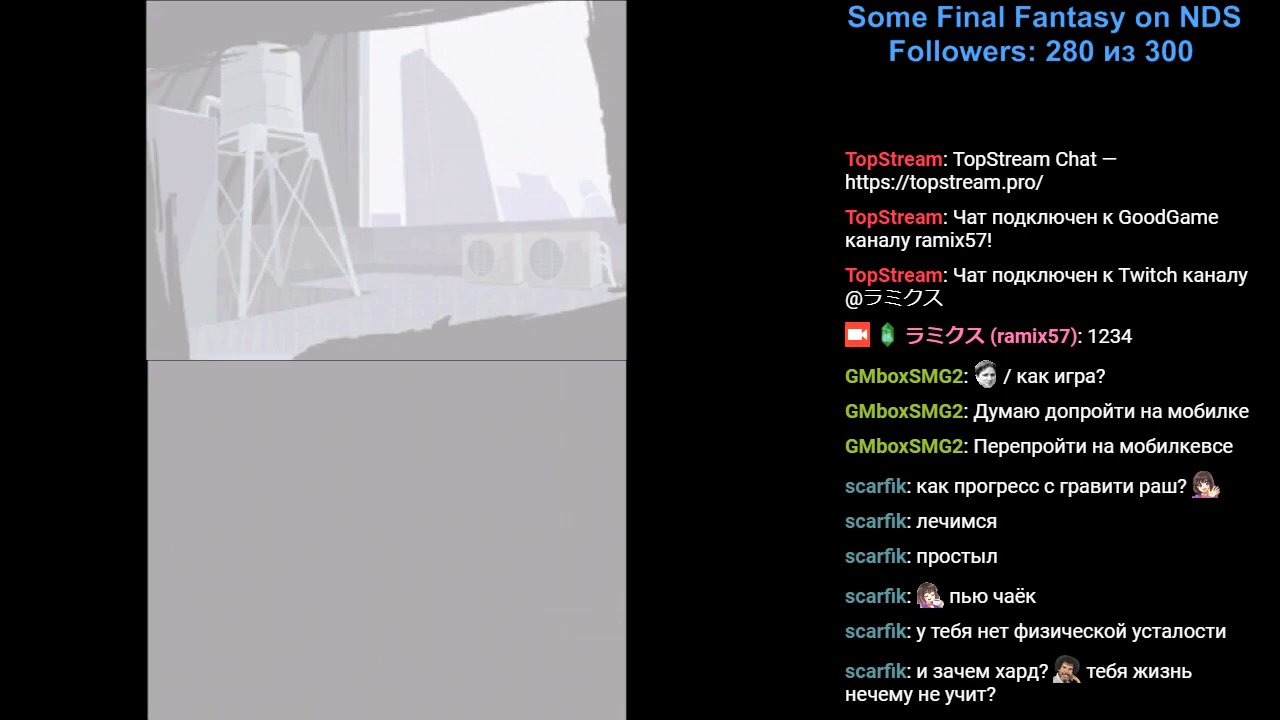 Some Final Fantasy on NDS
Followers: 280 из 300
TopStream: TopStream Chat —
https://topstream.pro/
TopStream: Чат подключен к GoodGame
каналу ramix57!
TopStream: Чат подключен к Twitch каналу
@ラミクス
ラミクス (ramix57): 1234
GMboxSMG2: / как игра?
GMboxSMG2: Думаю допройти на мобилке
GMboxSMG2: Перепройти на мобилкевсе
scarfik: как прогресс с гравити раш?
scarfik: лечимся
scarfik: простыл
scarfik: пью чаёк
scarfik: у тебя нет физической усталости
scarfik: и зачем хард? тебя жизнь
нечему не учит?